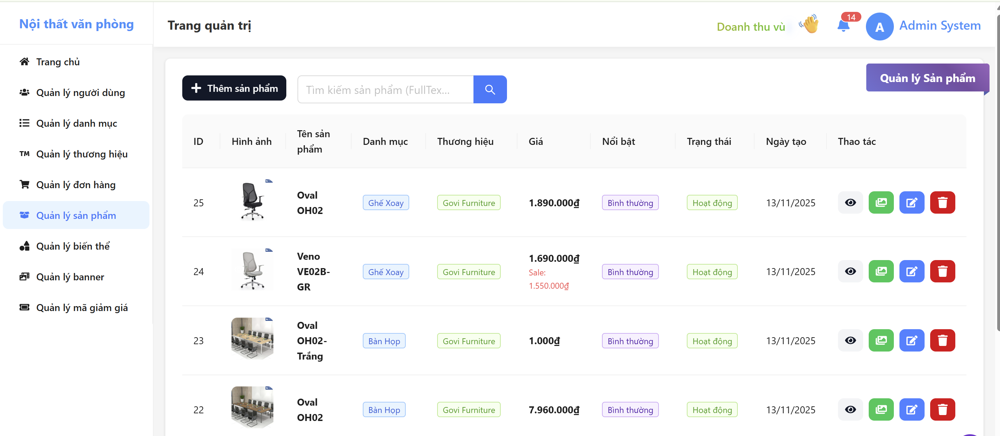 Nội thất văn phòng
Trang quản trị
Doanh thu vù
14
A
Admin System
Trang chủ
Quản lý người dùng
Quản lý danh mục
TM Quản lý thương hiệu
Quản lý đơn hàng
Quản lý sản phẩm
Quản lý biến thể
Quản lý banner
Quản lý mã giảm giá
Thêm sản phẩm
Tìm kiếm sản phẩm (FullTex...
Quản lý Sản phẩm
ID Hình ảnh Tên sản phẩm Danh mục Thương hiệu Giá Nổi bật Trạng thái Ngày tạo Thao tác
25 Oval OH02 Ghế Xoay Govi Furniture 1.890.000₫ Bình thường Hoạt động 13/11/2025
24 Veno VE02B-GR Ghế Xoay Govi Furniture 1.690.000₫ Sale: 1.550.000₫ Bình thường Hoạt động 13/11/2025
23 Oval OH02-Trắng Bàn Họp Govi Furniture 1.000₫ Bình thường Hoạt động 13/11/2025
22 Oval OH02 Bàn Họp Govi Furniture 7.960.000₫ Bình thường Hoạt động 13/11/2025